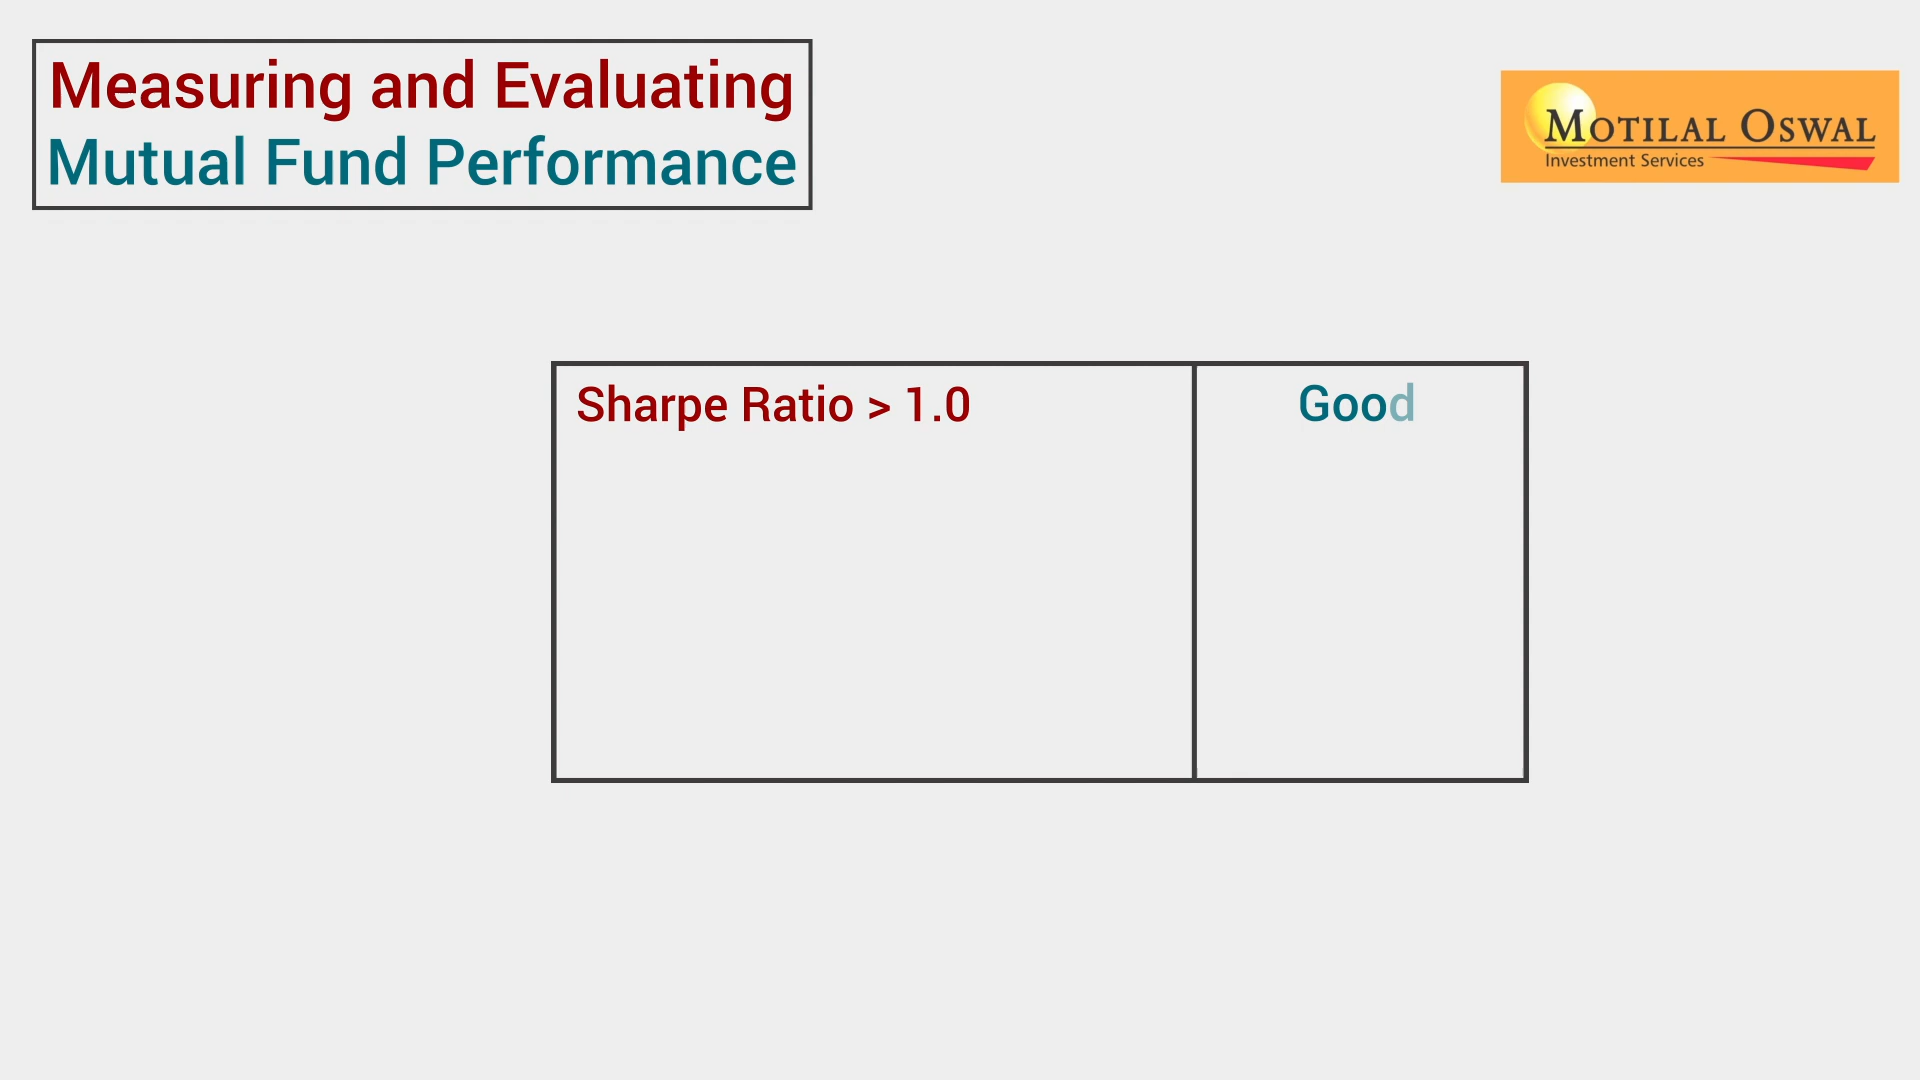 Measuring and Evaluating
Mutual Fund Performance
MOTILAL OSWAL
Investment Services
Sharpe Ratio > 1.0
Good